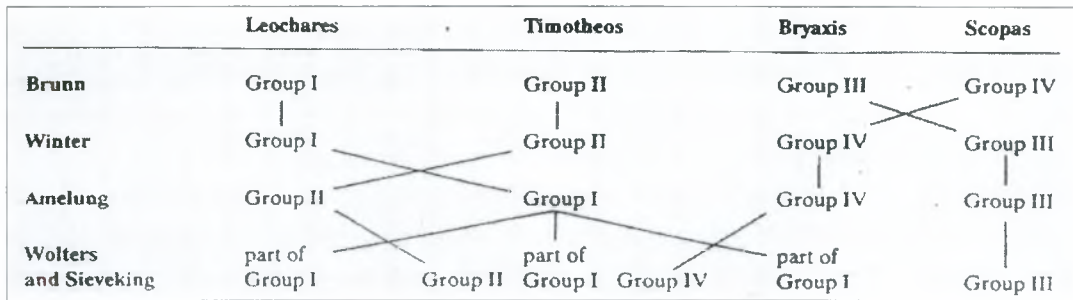 Leochares Timotheos Bryaxis Scopas
Brunn Group I Group II Group III Group IV
Winter Group I Group II Group IV Group III
Amelung Group II Group I Group IV Group III
Wolters part of part of part of
and Sieveking Group I Group II Group I Group IV Group I Group III